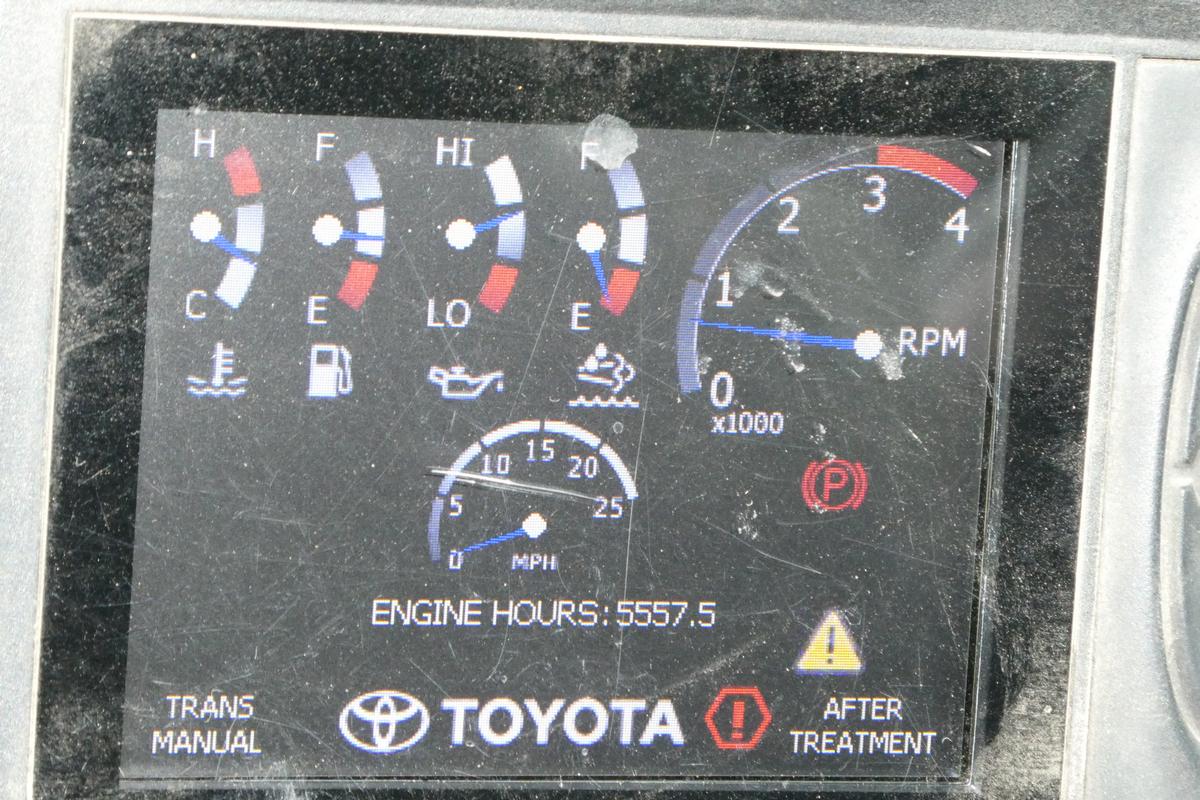 H F HI F
C E LO E
0 1 2 3 4
RPM
x1000
0 5 10 15 20 25
MPH
P
ENGINE HOURS: 5557.5
TRANS
MANUAL
TOYOTA
AFTER
TREATMENT